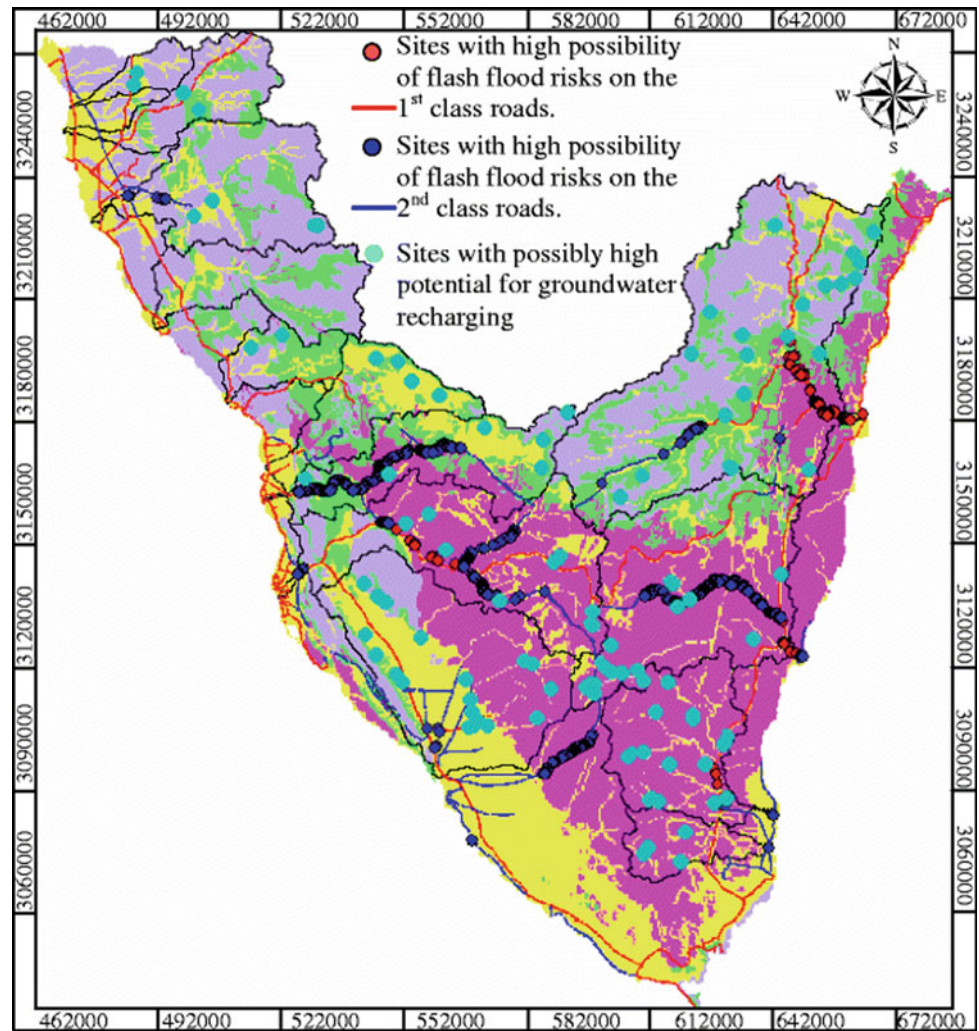 462000 492000 522000 552000 582000 612000 642000 672000
Sites with high possibility
of flash flood risks on the
1st class roads.
Sites with high possibility
of flash flood risks on the
2nd class roads.
Sites with possibly high
potential for groundwater
recharging
N
W E
S
3240000
3210000
3180000
3150000
3120000
3090000
3060000
3240000
3210000
3180000
3150000
3120000
3090000
3060000
462000 492000 522000 552000 582000 612000 642000 672000